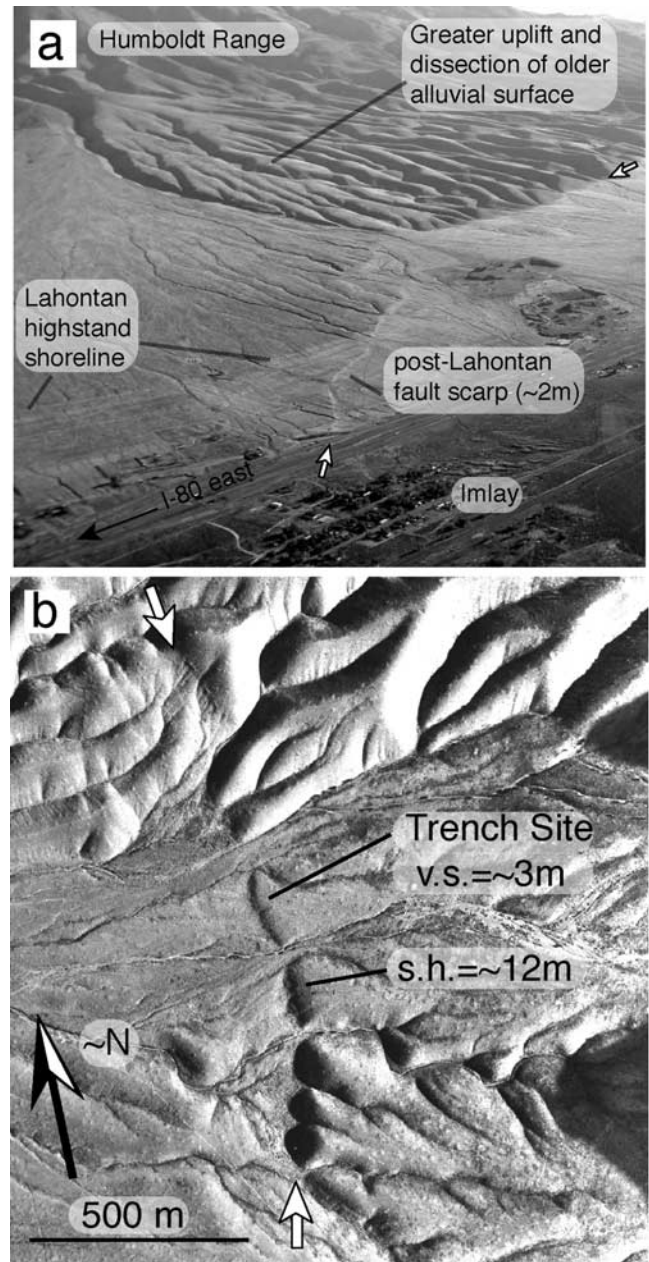 a
Humboldt Range
Greater uplift and
dissection of older
alluvial surface
Lahontan
highstand
shoreline
post-Lahontan
fault scarp (~2m)
I-80 east
Imlay
b
Trench Site
v.s.=~3m
s.h.=~12m
~N
500 m